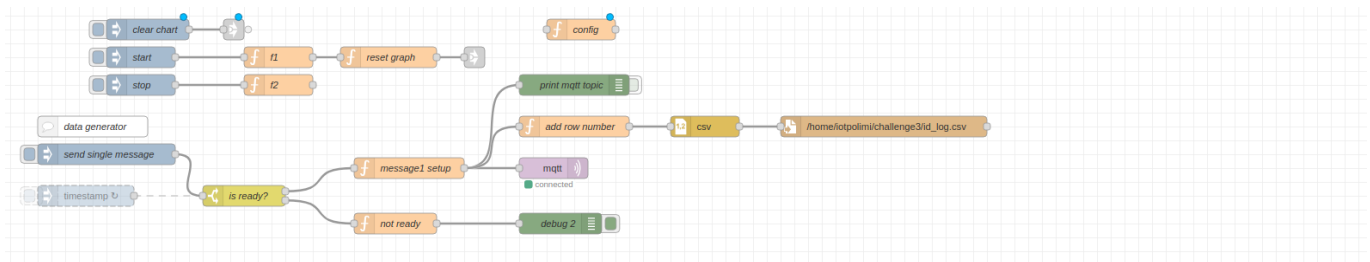 clear chart
config
start
f1
reset graph
stop
f2
print mqtt topic
data generator
add row number
csv
/home/iotpolimi/challenge3/id_log.csv
send single message
message1 setup
mqtt
connected
timestamp ↻
is ready?
not ready
debug 2